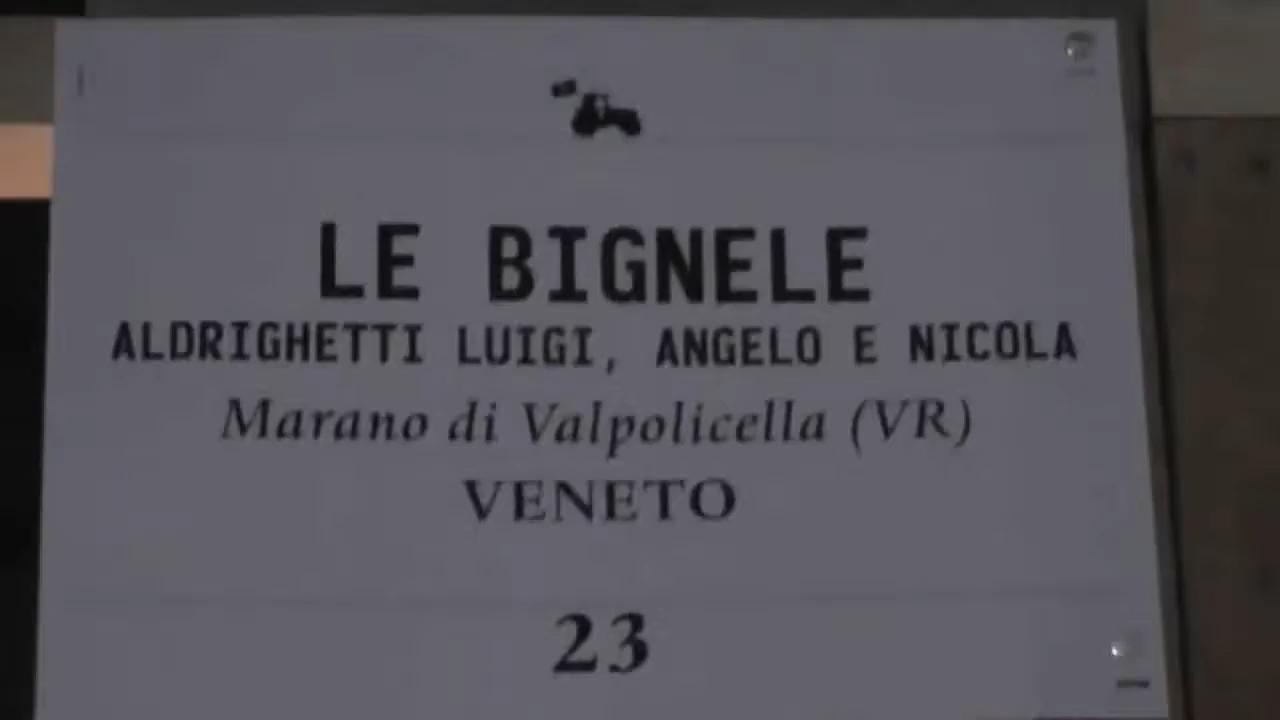 LE BIGNELE
ALDRIGHETTI LUIGI, ANGELO E NICOLA
Marano di Valpolicella (VR)
VENETO
23